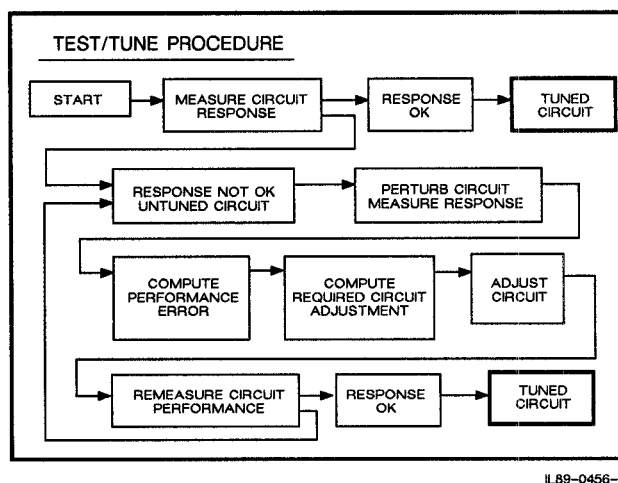 TEST/TUNE PROCEDURE
START
MEASURE CIRCUIT
RESPONSE
RESPONSE
OK
TUNED
CIRCUIT
RESPONSE NOT OK
UNTUNED CIRCUIT
PERTURB CIRCUIT
MEASURE RESPONSE
COMPUTE
PERFORMANCE
ERROR
COMPUTE
REQUIRED CIRCUIT
ADJUSTMENT
ADJUST
CIRCUIT
REMEASURE CIRCUIT
PERFORMANCE
RESPONSE
OK
TUNED
CIRCUIT
IL89-0456-